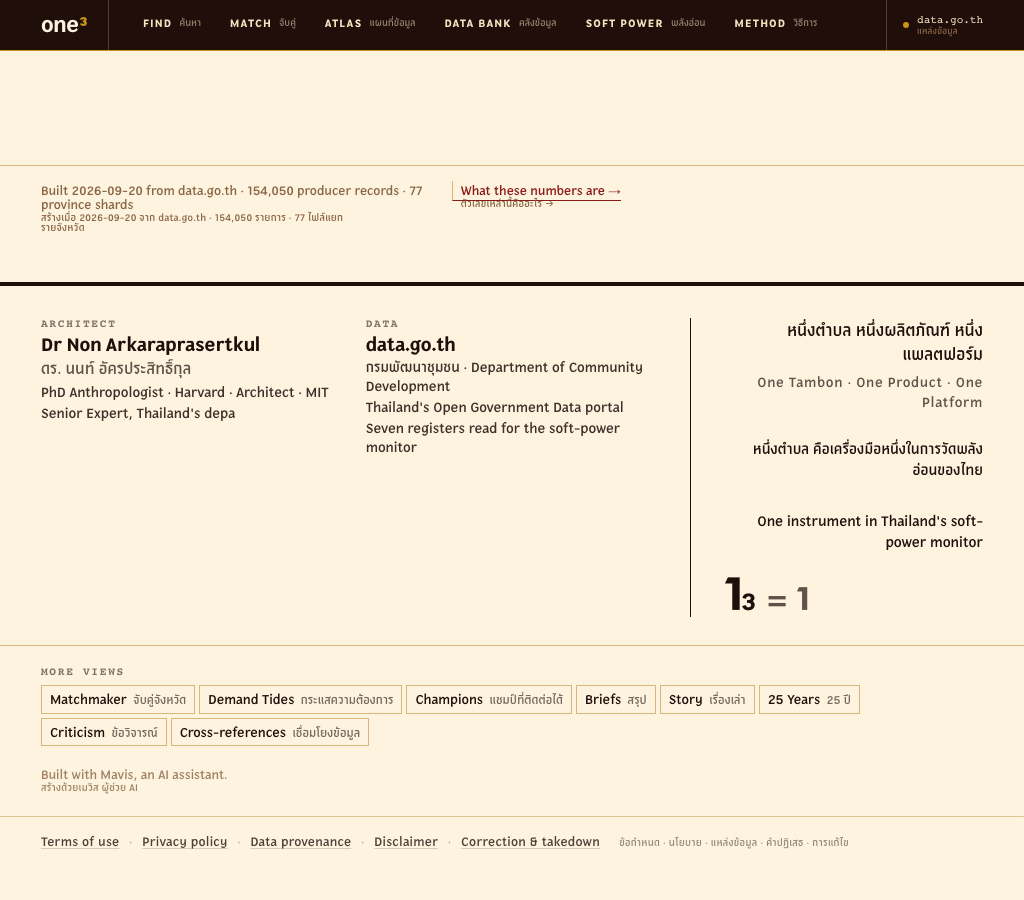 one³
FIND ค้นหา MATCH จับคู่ ATLAS แผนที่ข้อมูล DATA BANK คลังข้อมูล SOFT POWER พลังอ่อน METHOD วิธีการ
data.go.th
แหล่งข้อมูล
Built 2026-09-20 from data.go.th · 154,050 producer records · 77
province shards
สร้างเมื่อ 2026-09-20 จาก data.go.th · 154,050 รายการ · 77 ไฟล์แยก
รายจังหวัด
What these numbers are →
ตัวเลขเหล่านี้คืออะไร →
ARCHITECT
Dr Non Arkaraprasertkul
ดร. นนท์ อัครประสิทธิ์กุล
PhD Anthropologist · Harvard · Architect · MIT
Senior Expert, Thailand's depa
DATA
data.go.th
กรมพัฒนาชุมชน · Department of Community
Development
Thailand's Open Government Data portal
Seven registers read for the soft-power
monitor
หนึ่งตำบล หนึ่งผลิตภัณฑ์ หนึ่ง
แพลตฟอร์ม
One Tambon · One Product · One
Platform
หนึ่งตำบล คือเครื่องมือหนึ่งในการวัดพลัง
อ่อนของไทย
One instrument in Thailand's soft-
power monitor
1₃ = 1
MORE VIEWS
Matchmaker จับคู่จังหวัด Demand Tides กระแสความต้องการ Champions แชมป์ที่ติดต่อได้ Briefs สรุป Story เรื่องเล่า 25 Years 25 ปี
Criticism ข้อวิจารณ์ Cross-references เชื่อมโยงข้อมูล
Built with Mavis, an AI assistant.
สร้างด้วยเมวิส ผู้ช่วย AI
Terms of use · Privacy policy · Data provenance · Disclaimer · Correction & takedown ข้อกำหนด · นโยบาย · แหล่งข้อมูล · คำปฏิเสธ · การแก้ไข